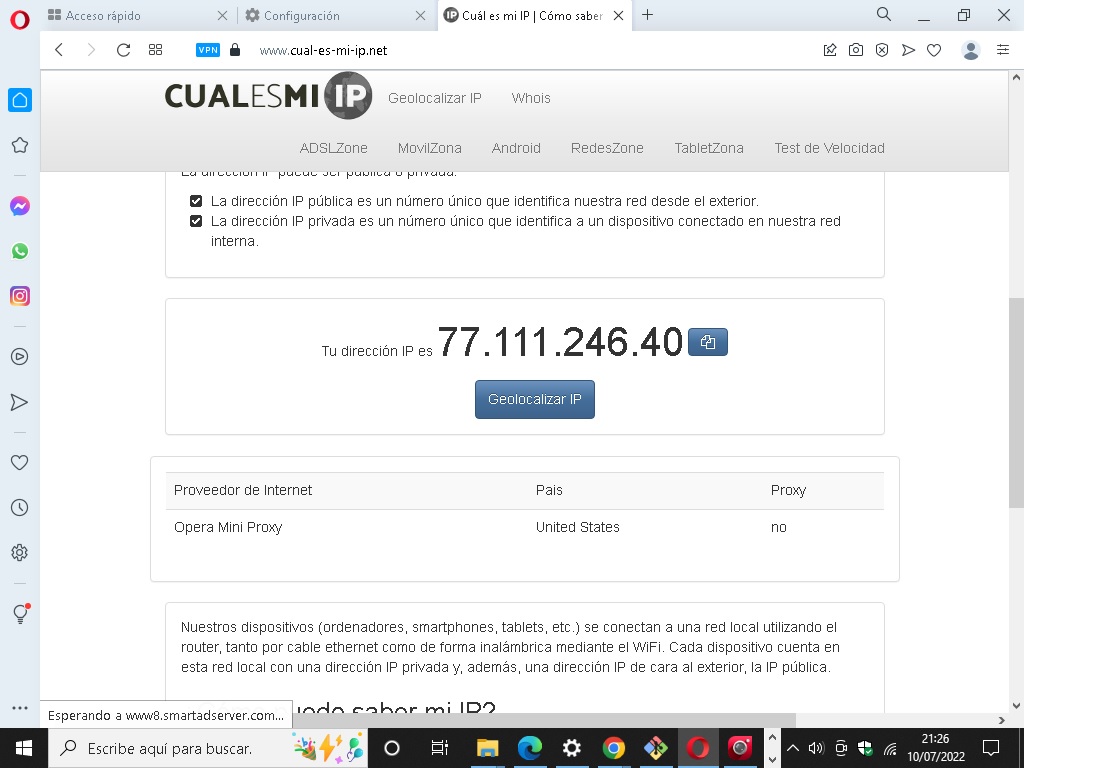 Acceso rápido
Configuración
Cuál es mi IP | Cómo saber
VPN
www.cual-es-mi-ip.net
CUALESMI IP
Geolocalizar IP
Whois
ADSLZone
MovilZona
Android
RedesZone
TabletZona
Test de Velocidad
La dirección IP puede ser pública o privada.
La dirección IP pública es un número único que identifica nuestra red desde el exterior.
La dirección IP privada es un número único que identifica a un dispositivo conectado en nuestra red
interna.
Tu dirección IP es 77.111.246.40
Geolocalizar IP
Proveedor de Internet
Pais
Proxy
Opera Mini Proxy
United States
no
Nuestros dispositivos (ordenadores, smartphones, tablets, etc.) se conectan a una red local utilizando el
router, tanto por cable ethernet como de forma inalámbrica mediante el WiFi. Cada dispositivo cuenta en
esta red local con una dirección IP privada y, además, una dirección IP de cara al exterior, la IP pública.
saber mi IP?
Esperando a www8.smartadserver.com...
Escribe aquí para buscar.
21:26
10/07/2022